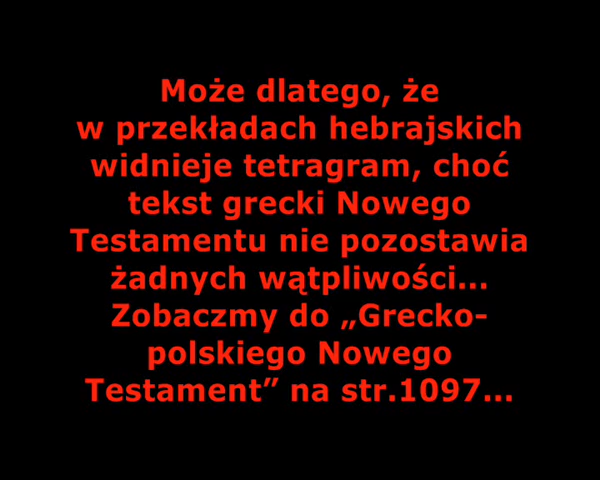 Może dlatego, że
w przekładach hebrajskich
widnieje tetragram, choć
tekst grecki Nowego
Testamentu nie pozostawia
żadnych wątpliwości...
Zobaczmy do „Grecko-
polskiego Nowego
Testament” na str.1097...